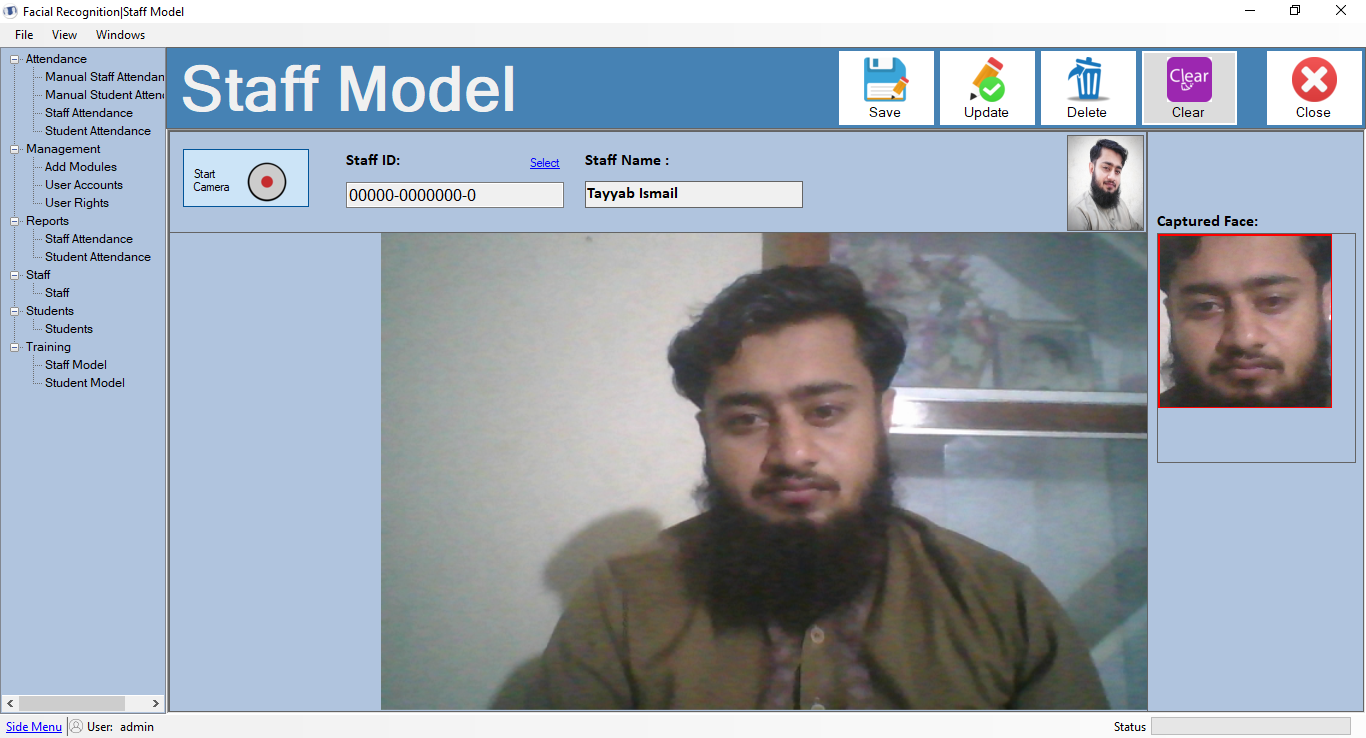 Facial Recognition|Staff Model
File View Windows
Attendance
Manual Staff Attendan
Manual Student Atten
Staff Attendance
Student Attendance
Management
Add Modules
User Accounts
User Rights
Reports
Staff Attendance
Student Attendance
Staff
Staff
Students
Students
Training
Staff Model
Student Model
Staff Model
Save Update Delete Clear Clear Close
Start
Camera
Staff ID: Select Staff Name :
00000-0000000-0 Tayyab Ismail
Captured Face:
Side Menu User: admin Status